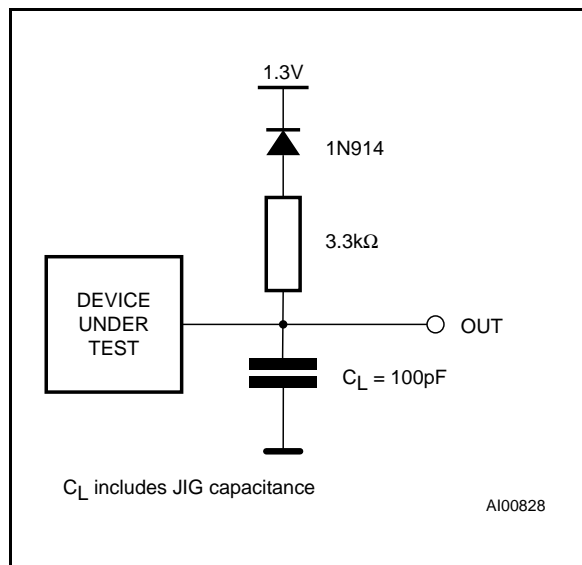 1.3V
1N914
3.3kΩ
DEVICE
UNDER
TEST
OUT
CL = 100pF
CL includes JIG capacitance
AI00828